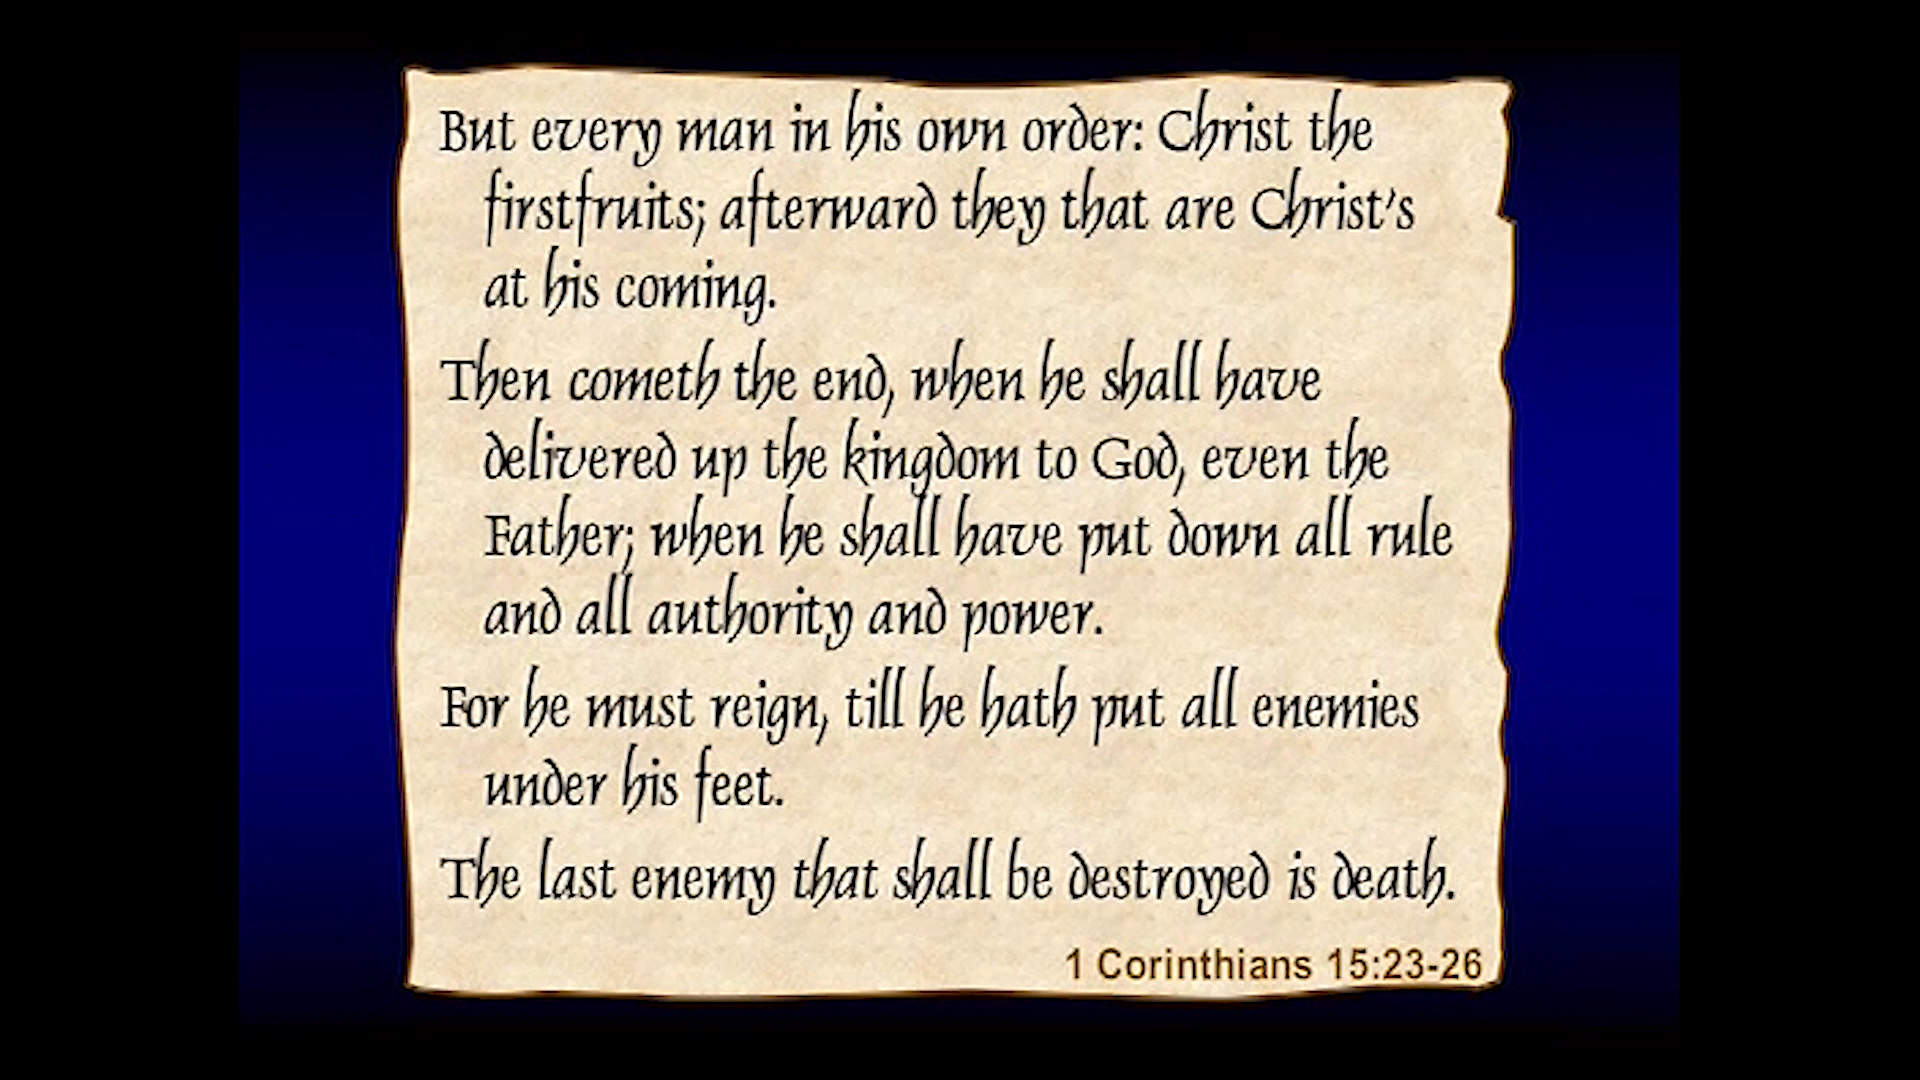 But every man in his own order: Christ the
firstfruits; afterward they that are Christ's
at his coming.
Then cometh the end, when he shall have
delivered up the kingdom to God, even the
Father; when he shall have put down all rule
and all authority and power.
For he must reign, till he hath put all enemies
under his feet.
The last enemy that shall be destroyed is death.
1 Corinthians 15:23-26